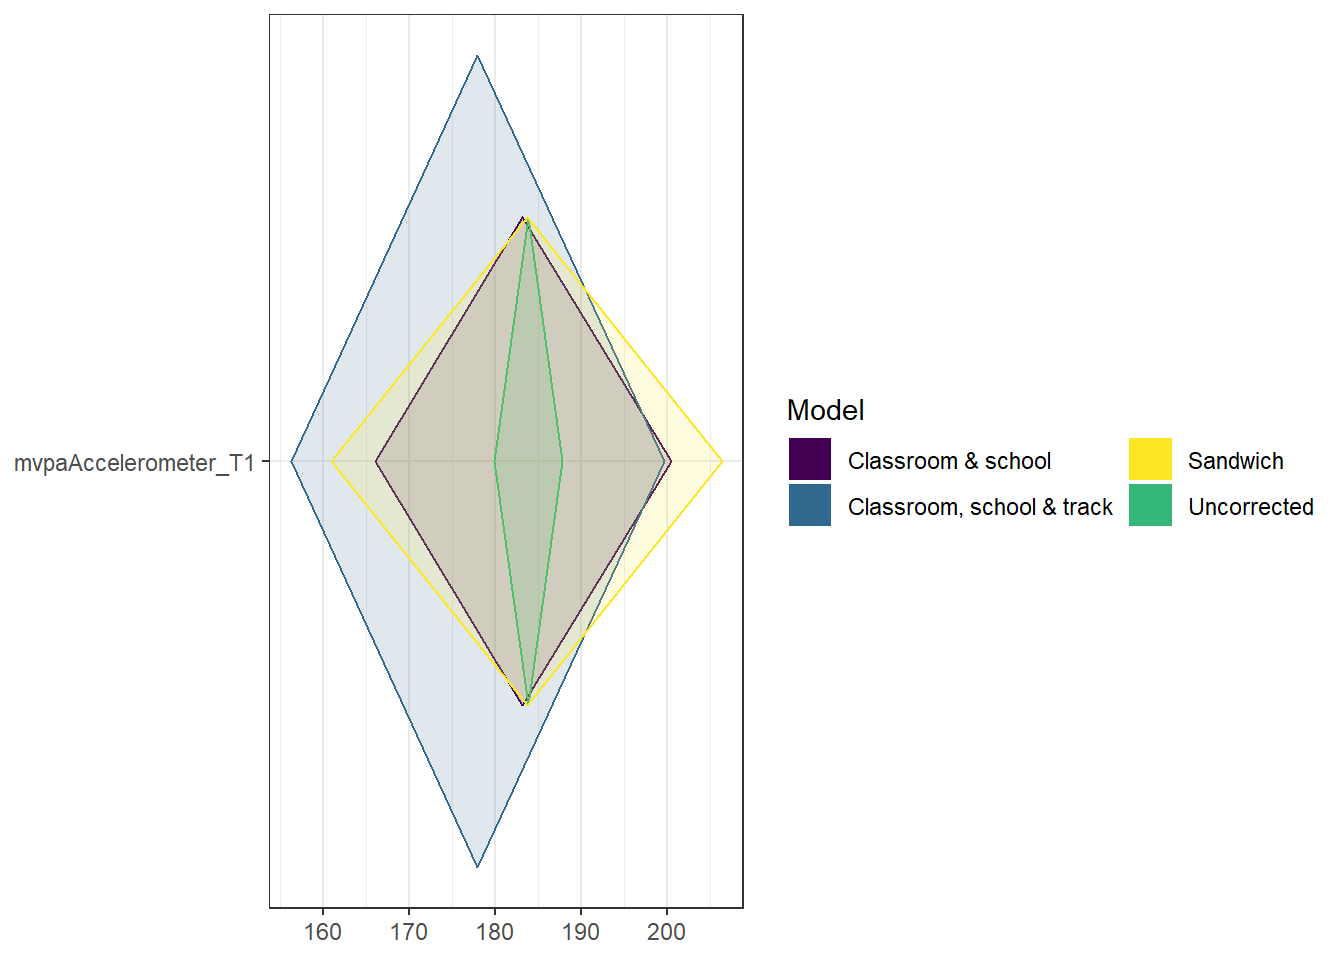 mvpaAccelerometer_T1
160 170 180 190 200
Model
Classroom & school
Classroom, school & track
Sandwich
Uncorrected